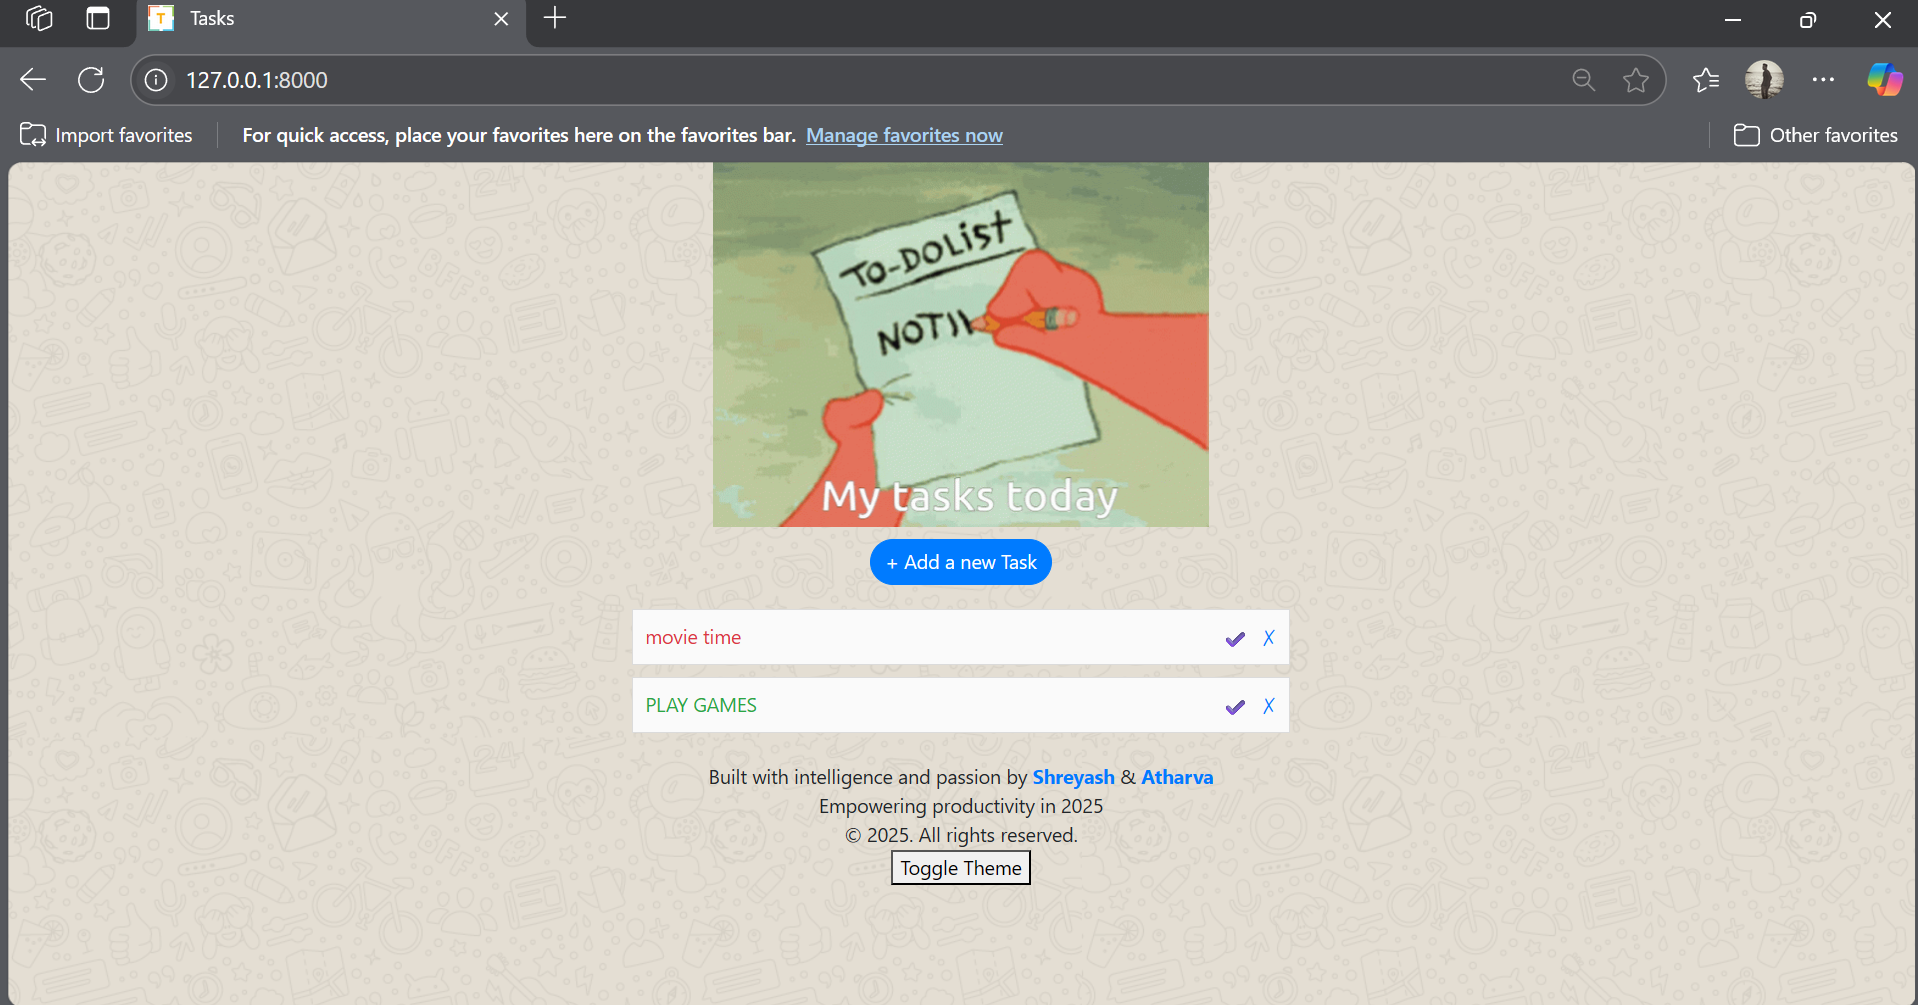 T Tasks
127.0.0.1:8000
Import favorites For quick access, place your favorites here on the favorites bar. Manage favorites now Other favorites
TO-DO LIST
NOTI
My tasks today
+ Add a new Task
movie time ✔ X
PLAY GAMES ✔ X
Built with intelligence and passion by Shreyash & Atharva
Empowering productivity in 2025
© 2025. All rights reserved.
Toggle Theme